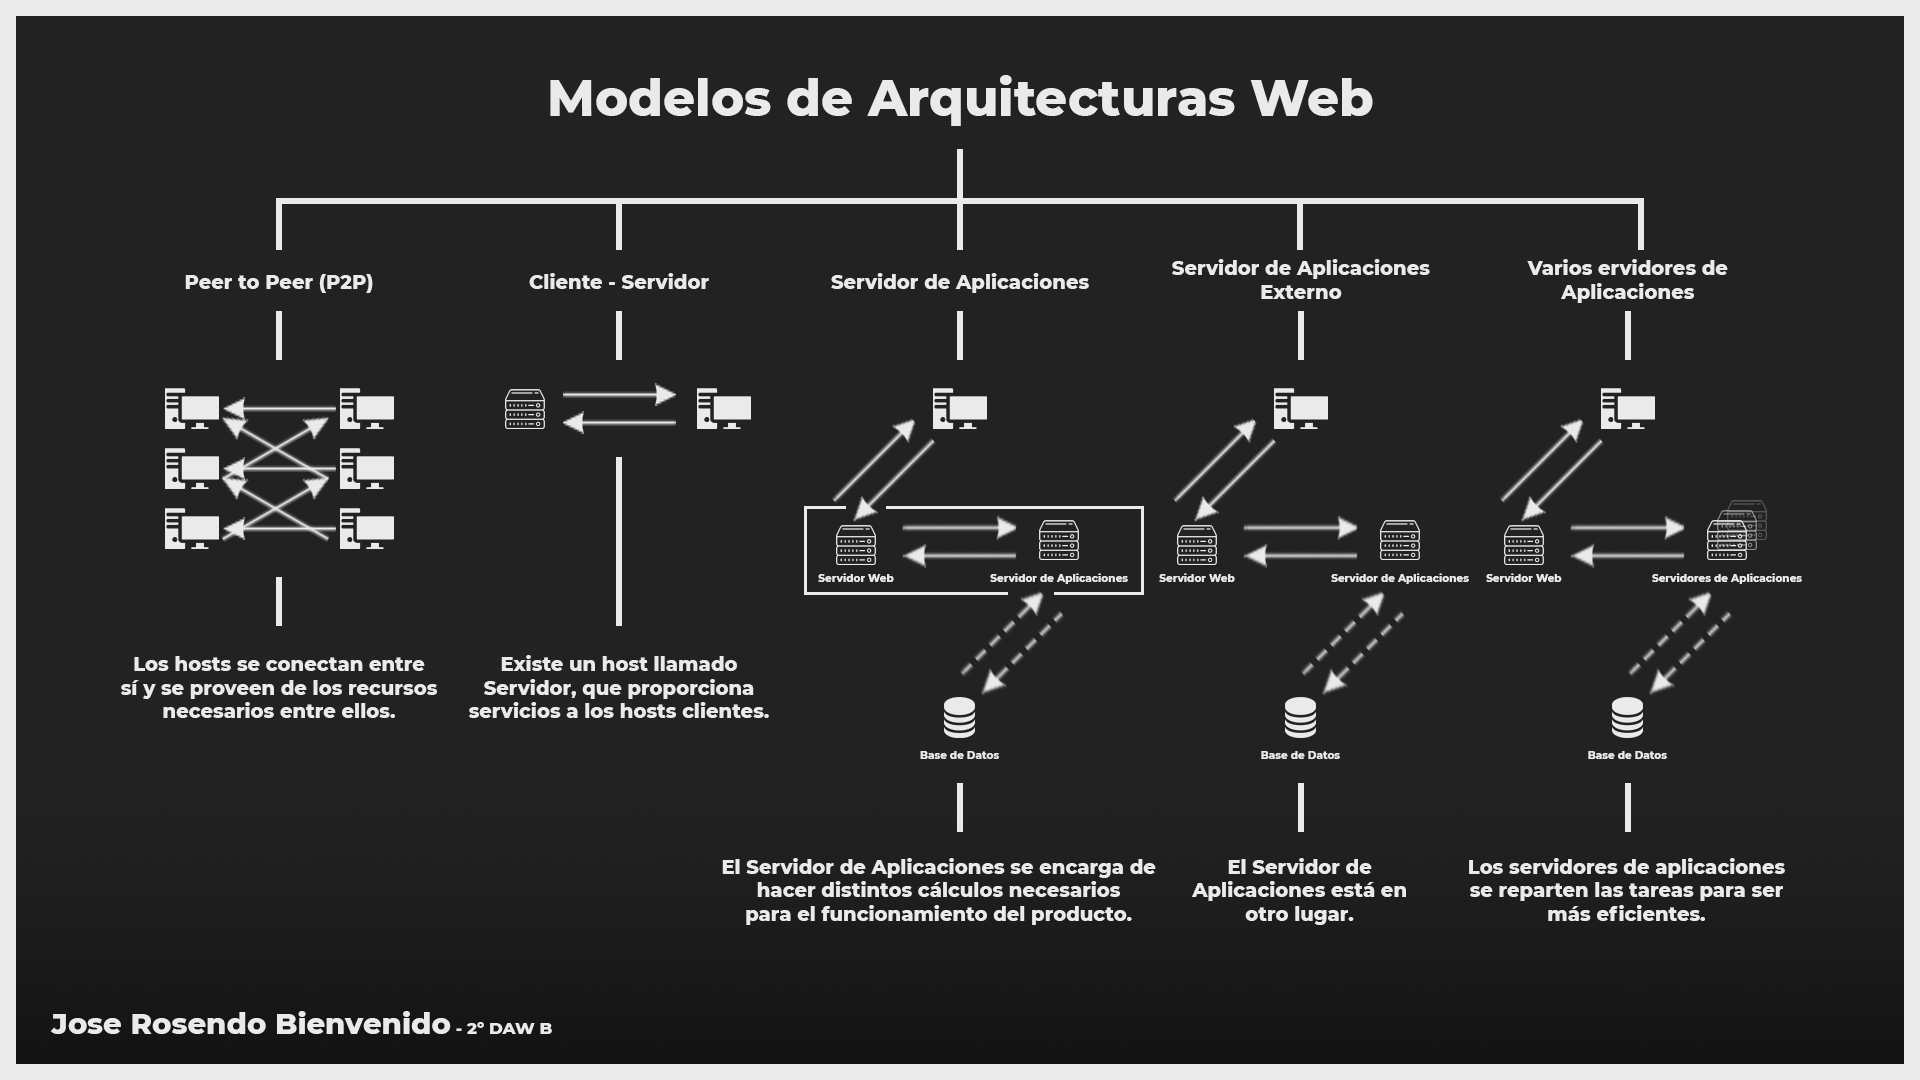 Modelos de Arquitecturas Web
Peer to Peer (P2P)
Cliente - Servidor
Servidor de Aplicaciones
Servidor de Aplicaciones
Externo
Varios ervidores de
Aplicaciones
Servidor Web
Servidor de Aplicaciones
Servidor Web
Servidor de Aplicaciones
Servidor Web
Servidores de Aplicaciones
Los hosts se conectan entre
sí y se proveen de los recursos
necesarios entre ellos.
Existe un host llamado
Servidor, que proporciona
servicios a los hosts clientes.
Base de Datos
Base de Datos
Base de Datos
El Servidor de Aplicaciones se encarga de
hacer distintos cálculos necesarios
para el funcionamiento del producto.
El Servidor de
Aplicaciones está en
otro lugar.
Los servidores de aplicaciones
se reparten las tareas para ser
más eficientes.
Jose Rosendo Bienvenido - 2º DAW B